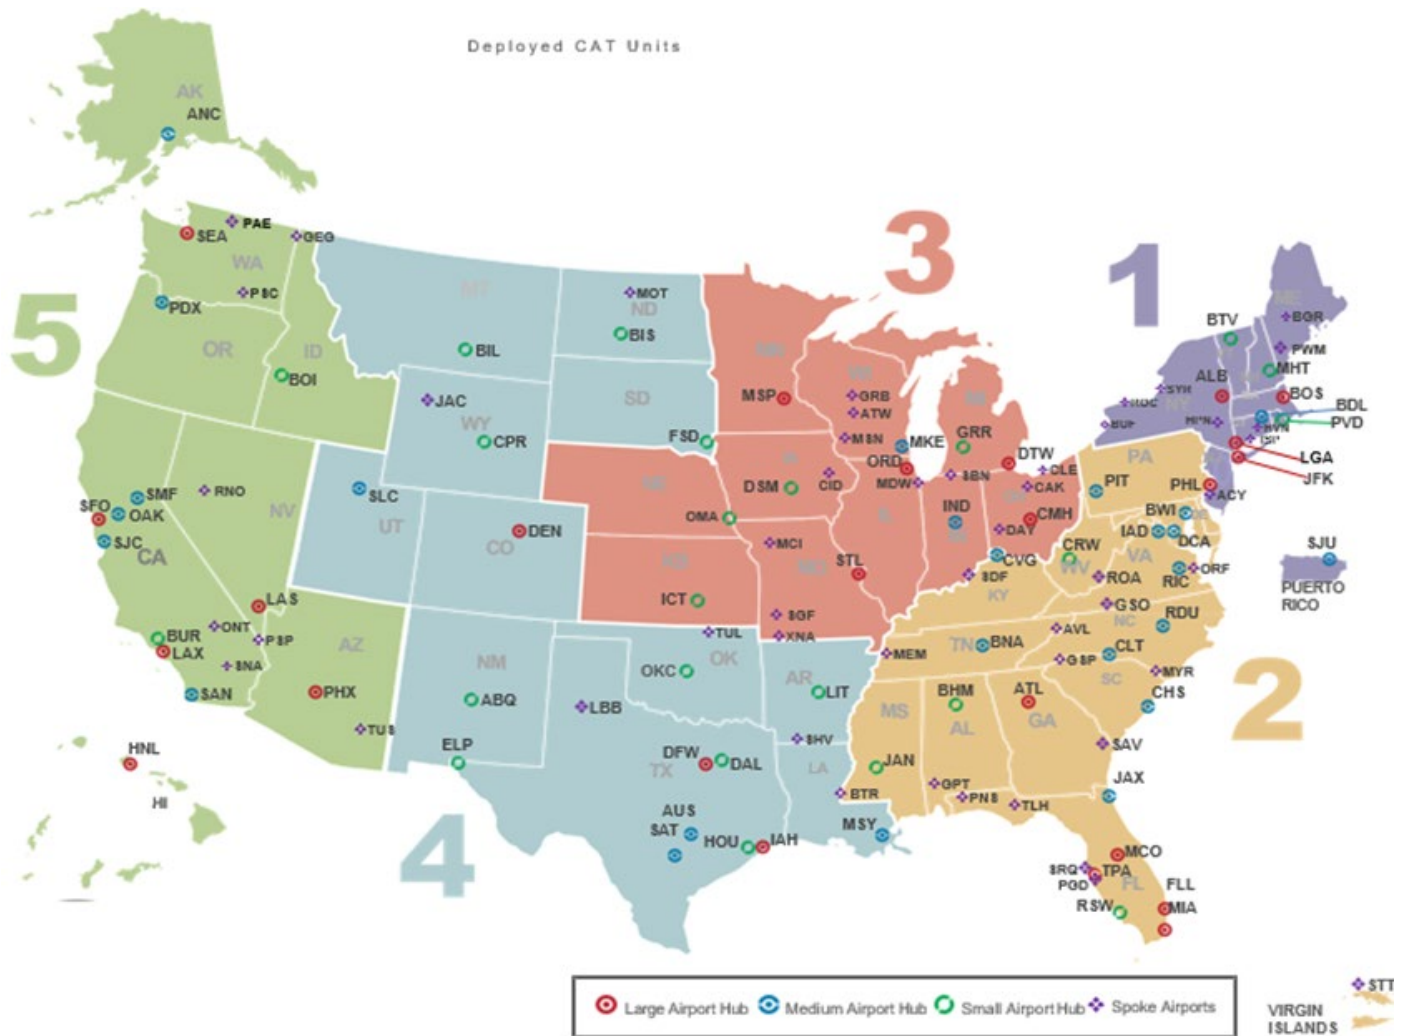 Deployed CAT Units
AK
ANC
3
1
5
4
2
SEA
PAE
GEG
WA
PSC
PDX
OR
ID
BOI
SMF
SFO
OAK
SJC
CA
RNO
NV
LAS
BUR
ONT
PSP
LAX
SNA
SAN
AZ
PHX
TUS
HNL
HI
MT
BIL
MOT
ND
BIS
JAC
WY
CPR
SD
FSD
SLC
UT
DEN
CO
NM
ABQ
ELP
TUL
OKC
OK
LBB
AR
LIT
SHV
DFW
DAL
TX
LA
BTR
AUS
SAT
HOU
IAH
MSY
MSP
GRB
ATW
MSN
MKE
GRR
ORD
DTW
CLE
MDW
SBN
CAK
DSM
CID
OMA
IND
DAY
CMH
MCI
STL
CVG
ICT
SGF
XNA
SDF
KY
CRW
WV
ROA
VA
PA
PIT
PHL
ACY
BWI
IAD
DCA
RIC
ORF
GSO
RDU
TN
BNA
AVL
NC
MEM
GSP
CLT
SC
MYR
CHS
MS
BHM
ATL
AL
GA
SAV
JAN
JAX
GPT
PNS
TLH
MCO
SRQ
TPA
PGD
FL
FLL
RSW
MIA
ME
BGR
BTV
PWM
MHT
ALB
SYR
NY
BOS
BDL
PVD
BUF
HPN
HVN
ISP
LGA
JFK
SJU
PUERTO
RICO
Large Airport Hub
Medium Airport Hub
Small Airport Hub
Spoke Airports
STT
VIRGIN
ISLANDS